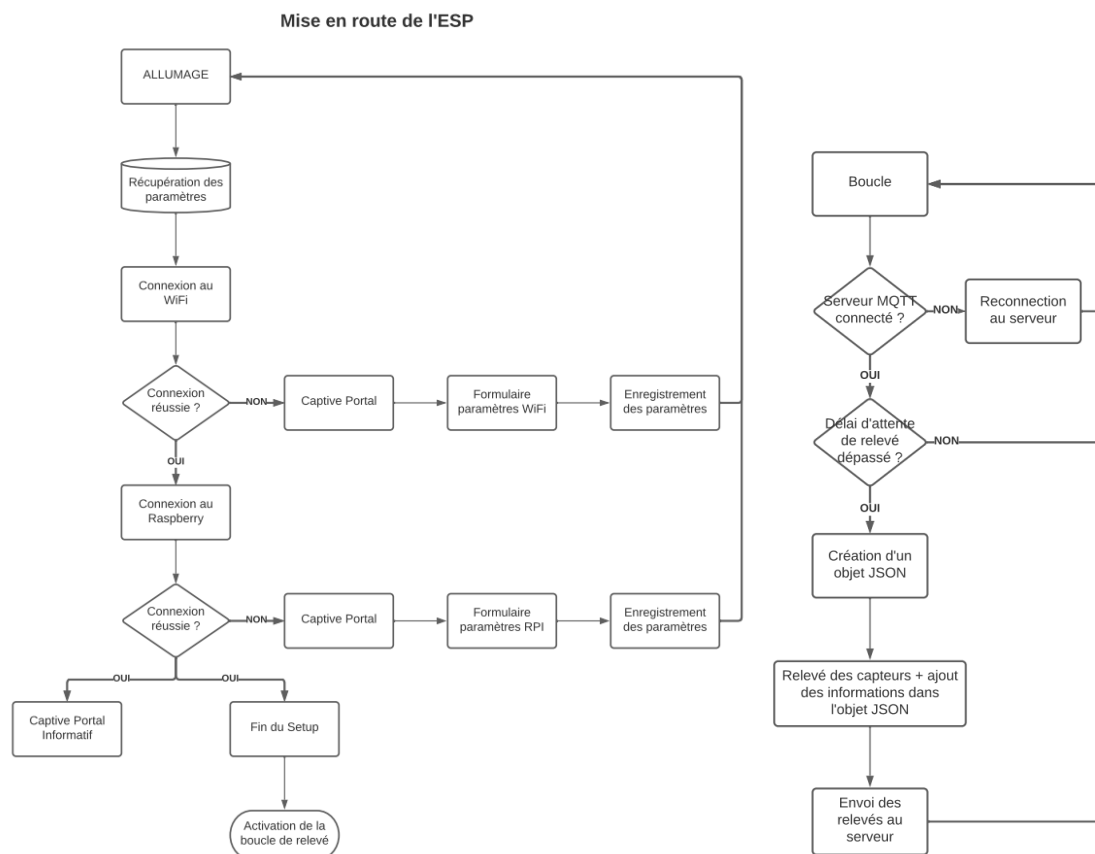 Mise en route de l'ESP
ALLUMAGE
Récupération des
paramètres
Connexion au
WiFi
Connexion
réussie ?
NON
Captive Portal
Formulaire
paramètres WiFi
Enregistrement
des paramètres
OUI
Connexion au
Raspberry
Connexion
réussie ?
NON
Captive Portal
Formulaire
paramètres RPI
Enregistrement
des paramètres
OUI
OUI
Captive Portal
Informatif
Fin du Setup
Activation de la
boucle de relevé
Boucle
Serveur MQTT
connecté ?
NON
Reconnection
au serveur
OUI
Délai d'attente
de relevé
dépassé ?
NON
OUI
Création d'un
objet JSON
Relevé des capteurs + ajout
des informations dans
l'objet JSON
Envoi des
relevés au
serveur